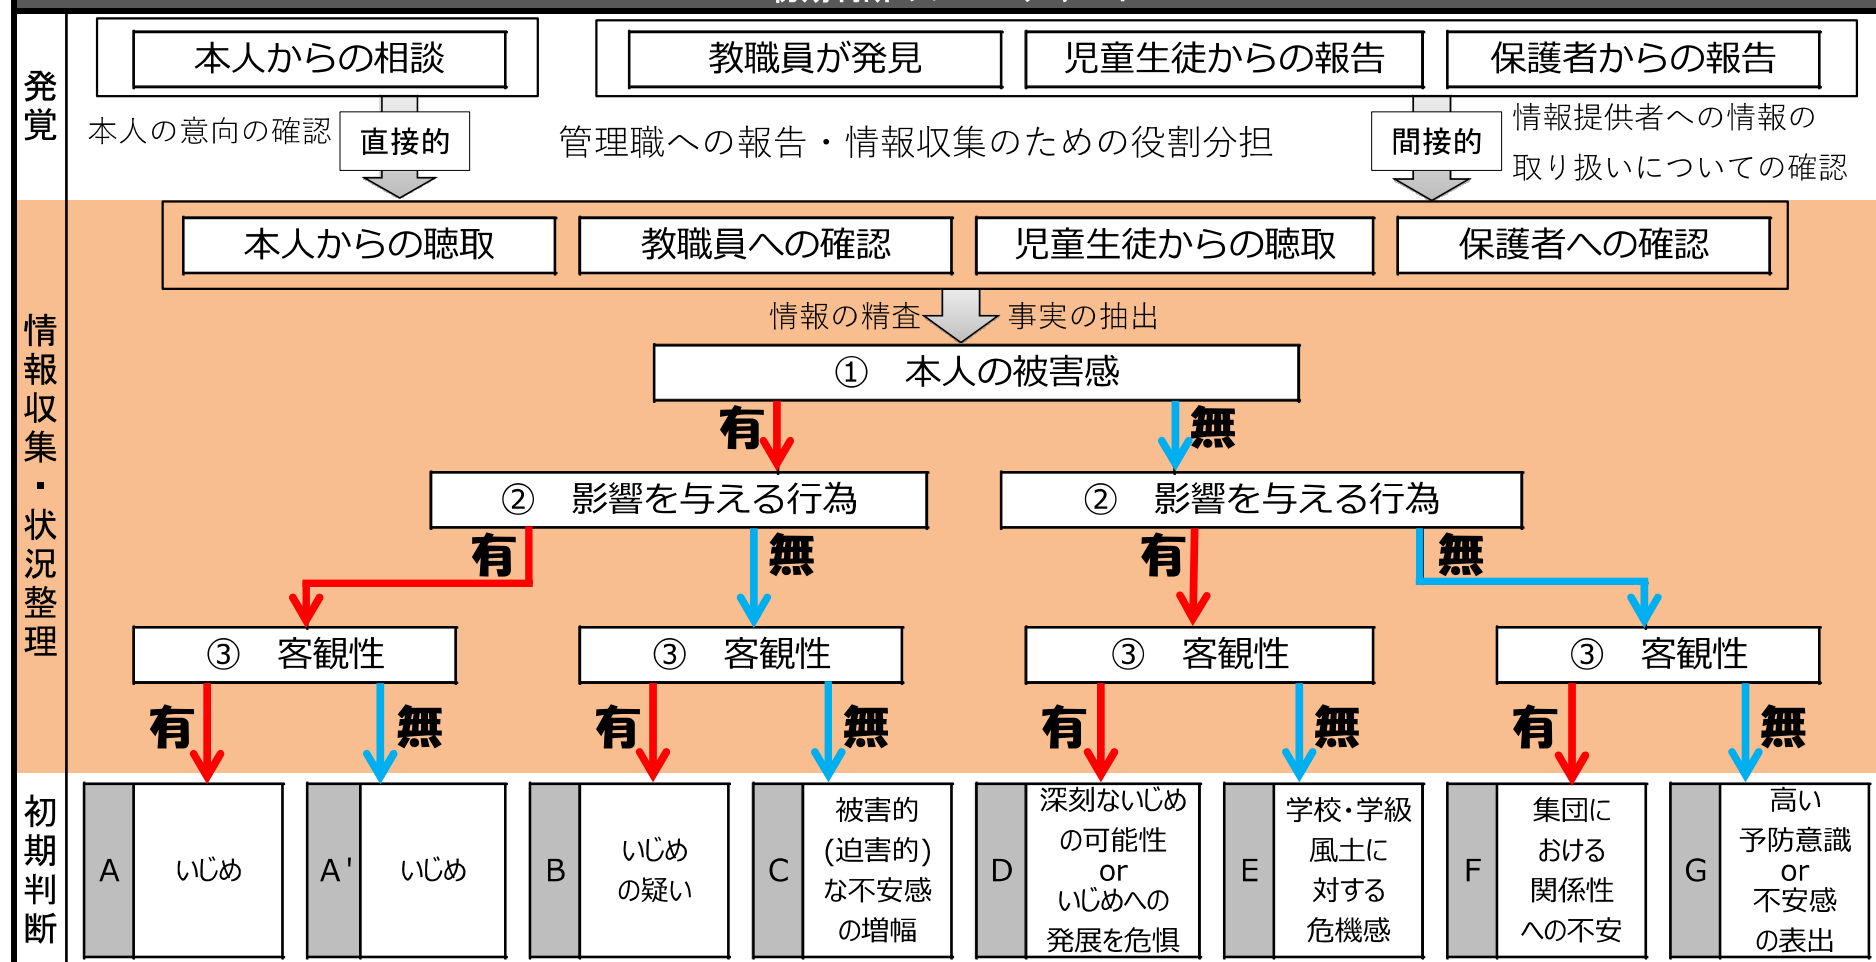 発覚
本人からの相談
教職員が発見
児童生徒からの報告
保護者からの報告
本人の意向の確認
直接的
管理職への報告・情報収集のための役割分担
間接的
情報提供者への情報の
取り扱いについての確認
情報収集・状況整理
本人からの聴取
教職員への確認
児童生徒からの聴取
保護者への確認
情報の精査
事実の抽出
① 本人の被害感
有
無
② 影響を与える行為
② 影響を与える行為
有
無
有
無
③ 客観性
③ 客観性
③ 客観性
③ 客観性
有
無
有
無
有
無
有
無
初期判断
A
いじめ
A'
いじめ
B
いじめ
の疑い
C
被害的
(迫害的)
な不安感
の増幅
D
深刻ないじめ
の可能性
or
いじめへの
発展を危惧
E
学校・学級
風土に
対する
危機感
F
集団に
おける
関係性
への不安
G
高い
予防意識
or
不安感
の表出